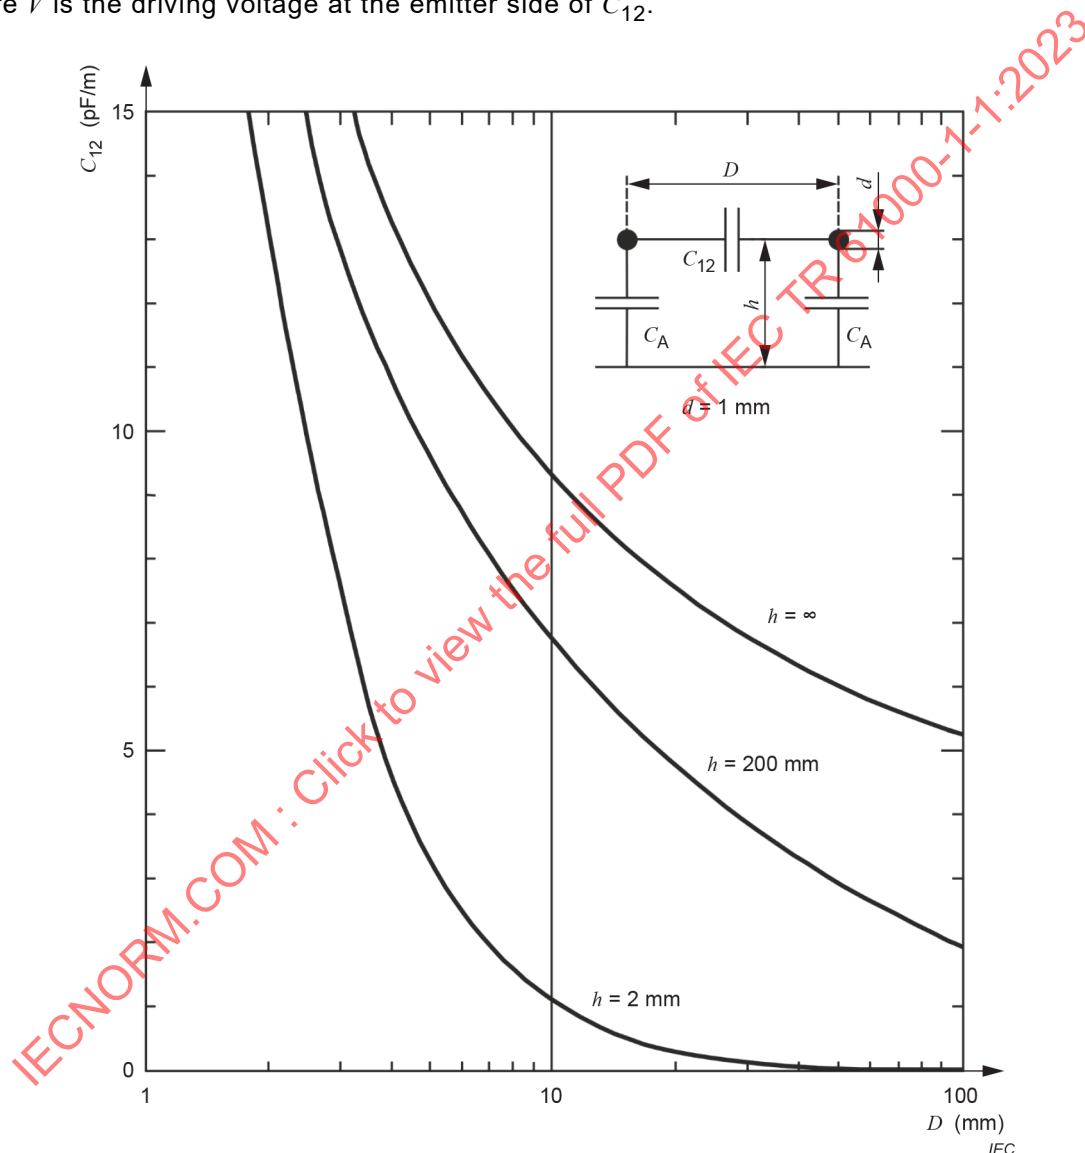 e V is the driving voltage at the emitter side of C12.
C12 (pF/m)
15
10
5
0
1
10
100
D (mm)
D
d
C12
h
CA
CA
d = 1 mm
h = ∞
h = 200 mm
h = 2 mm
IECNORM.COM : Click to view the full PDF of IEC TR 61000-1-1:2023
IEC